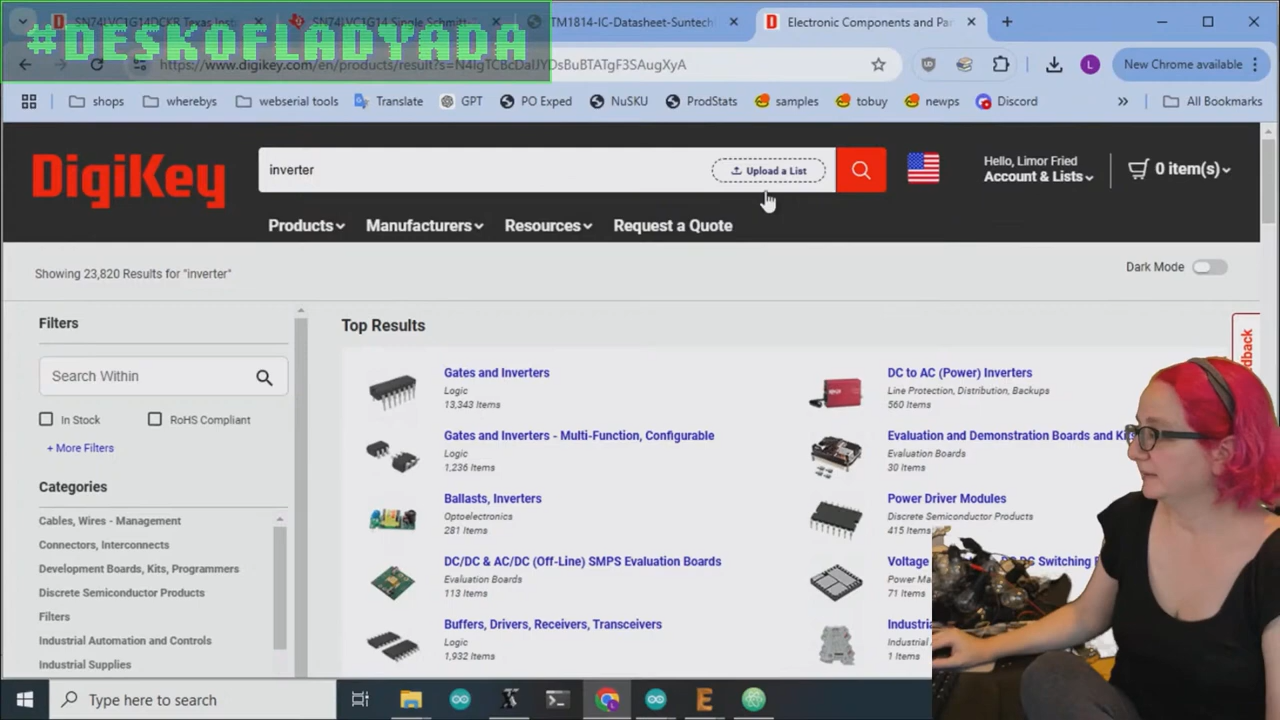 SN74LVC1G14DCKR Texas Inst
SN74LVC1G14 Single Schmitt-
TM1814-IC-Datasheet-Suntech
Electronic Components and Par
#DESKOFLADYADA
https://www.digikey.com/en/products/result?s=N4IgTCBcDaIJYDsBuBTATgF3SAugXyA
New Chrome available
shops
whereby
webserial tools
Translate
GPT
PO Exped
NuSKU
ProdStats
samples
tobuy
newps
Discord
All Bookmarks
DigiKey
inverter
Upload a List
Hello, Limor Fried
Account & Lists
0 item(s)
Products
Manufacturers
Resources
Request a Quote
Showing 23,820 Results for "inverter"
Dark Mode
Filters
Search Within
In Stock
RoHS Compliant
+ More Filters
Categories
Cables, Wires - Management
Connectors, Interconnects
Development Boards, Kits, Programmers
Discrete Semiconductor Products
Filters
Industrial Automation and Controls
Industrial Supplies
Top Results
Gates and Inverters
Logic
13,343 Items
Gates and Inverters - Multi-Function, Configurable
Logic
1,236 Items
Ballasts, Inverters
Optoelectronics
281 Items
DC/DC & AC/DC (Off-Line) SMPS Evaluation Boards
Evaluation Boards
113 Items
Buffers, Drivers, Receivers, Transceivers
Logic
1,932 Items
DC to AC (Power) Inverters
Line Protection, Distribution, Backups
560 Items
Evaluation and Demonstration Boards and Ki
Evaluation Boards
30 Items
Power Driver Modules
Discrete Semiconductor Products
415 Items
Voltage
Power Ma
71 Items
Industri
Industrial
1 Items
dback
Type here to search